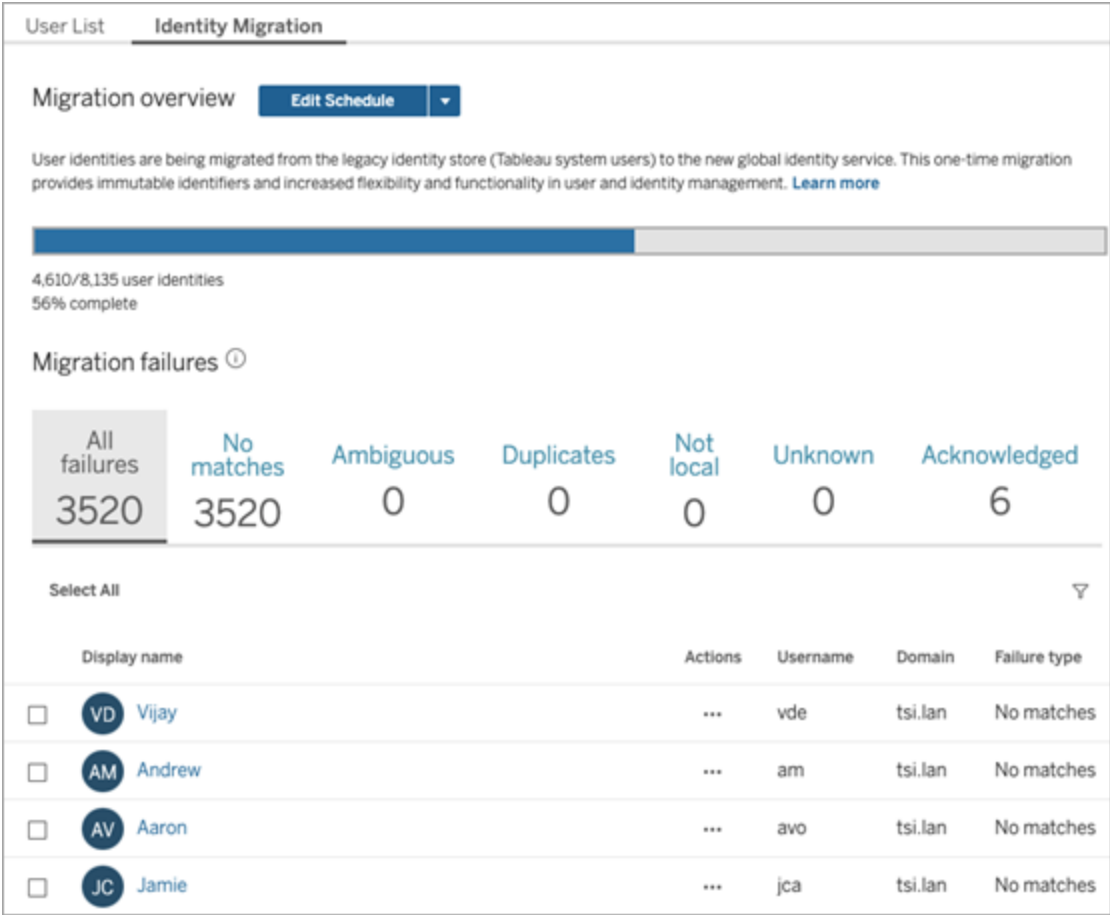 User List Identity Migration
Migration overview Edit Schedule
User identities are being migrated from the legacy identity store (Tableau system users) to the new global identity service. This one-time migration
provides immutable identifiers and increased flexibility and functionality in user and identity management. Learn more
4,610/8,135 user identities
56% complete
Migration failures
All failures 3520
No matches 3520
Ambiguous 0
Duplicates 0
Not local 0
Unknown 0
Acknowledged 6
Select All
Display name Actions Username Domain Failure type
VD Vijay ... vde tsi.lan No matches
AM Andrew ... am tsi.lan No matches
AV Aaron ... avo tsi.lan No matches
JC Jamie ... jca tsi.lan No matches